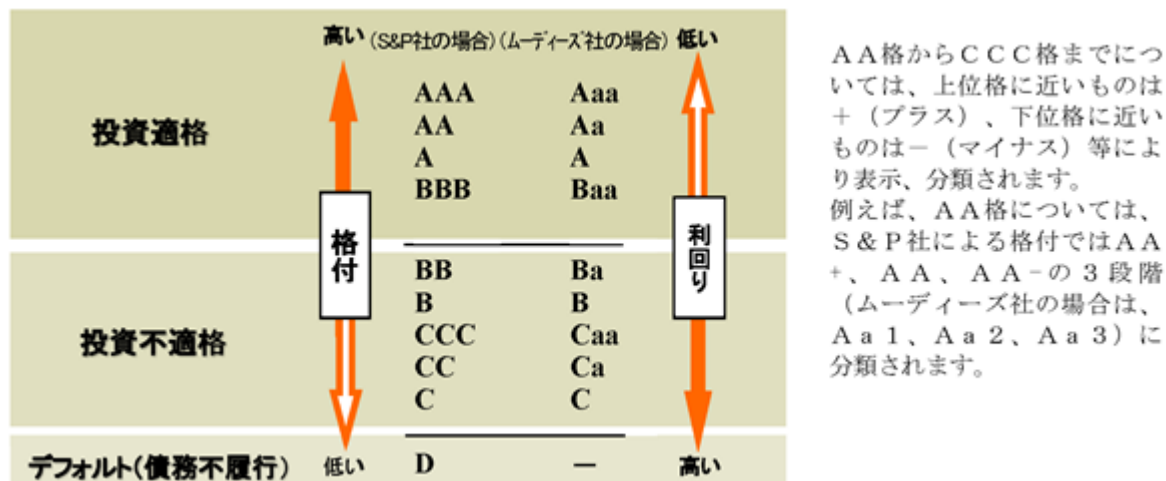 高い (S&P社の場合) (ムーディーズ社の場合) 低い
投資適格
AAA Aaa
AA Aa
A A
BBB Baa
格付
利回り
投資不適格
BB Ba
B B
CCC Caa
CC Ca
C C
デフォルト(債務不履行) 低い D － 高い
ＡＡ格からＣＣＣ格までにつ
いては、上位格に近いものは
＋（プラス）、下位格に近い
ものは－（マイナス）等によ
り表示、分類されます。
例えば、ＡＡ格については、
Ｓ＆Ｐ社による格付ではＡＡ
+、ＡＡ、ＡＡ-の３段階
（ムーディーズ社の場合は、
Ａａ１、Ａａ２、Ａａ３）に
分類されます。